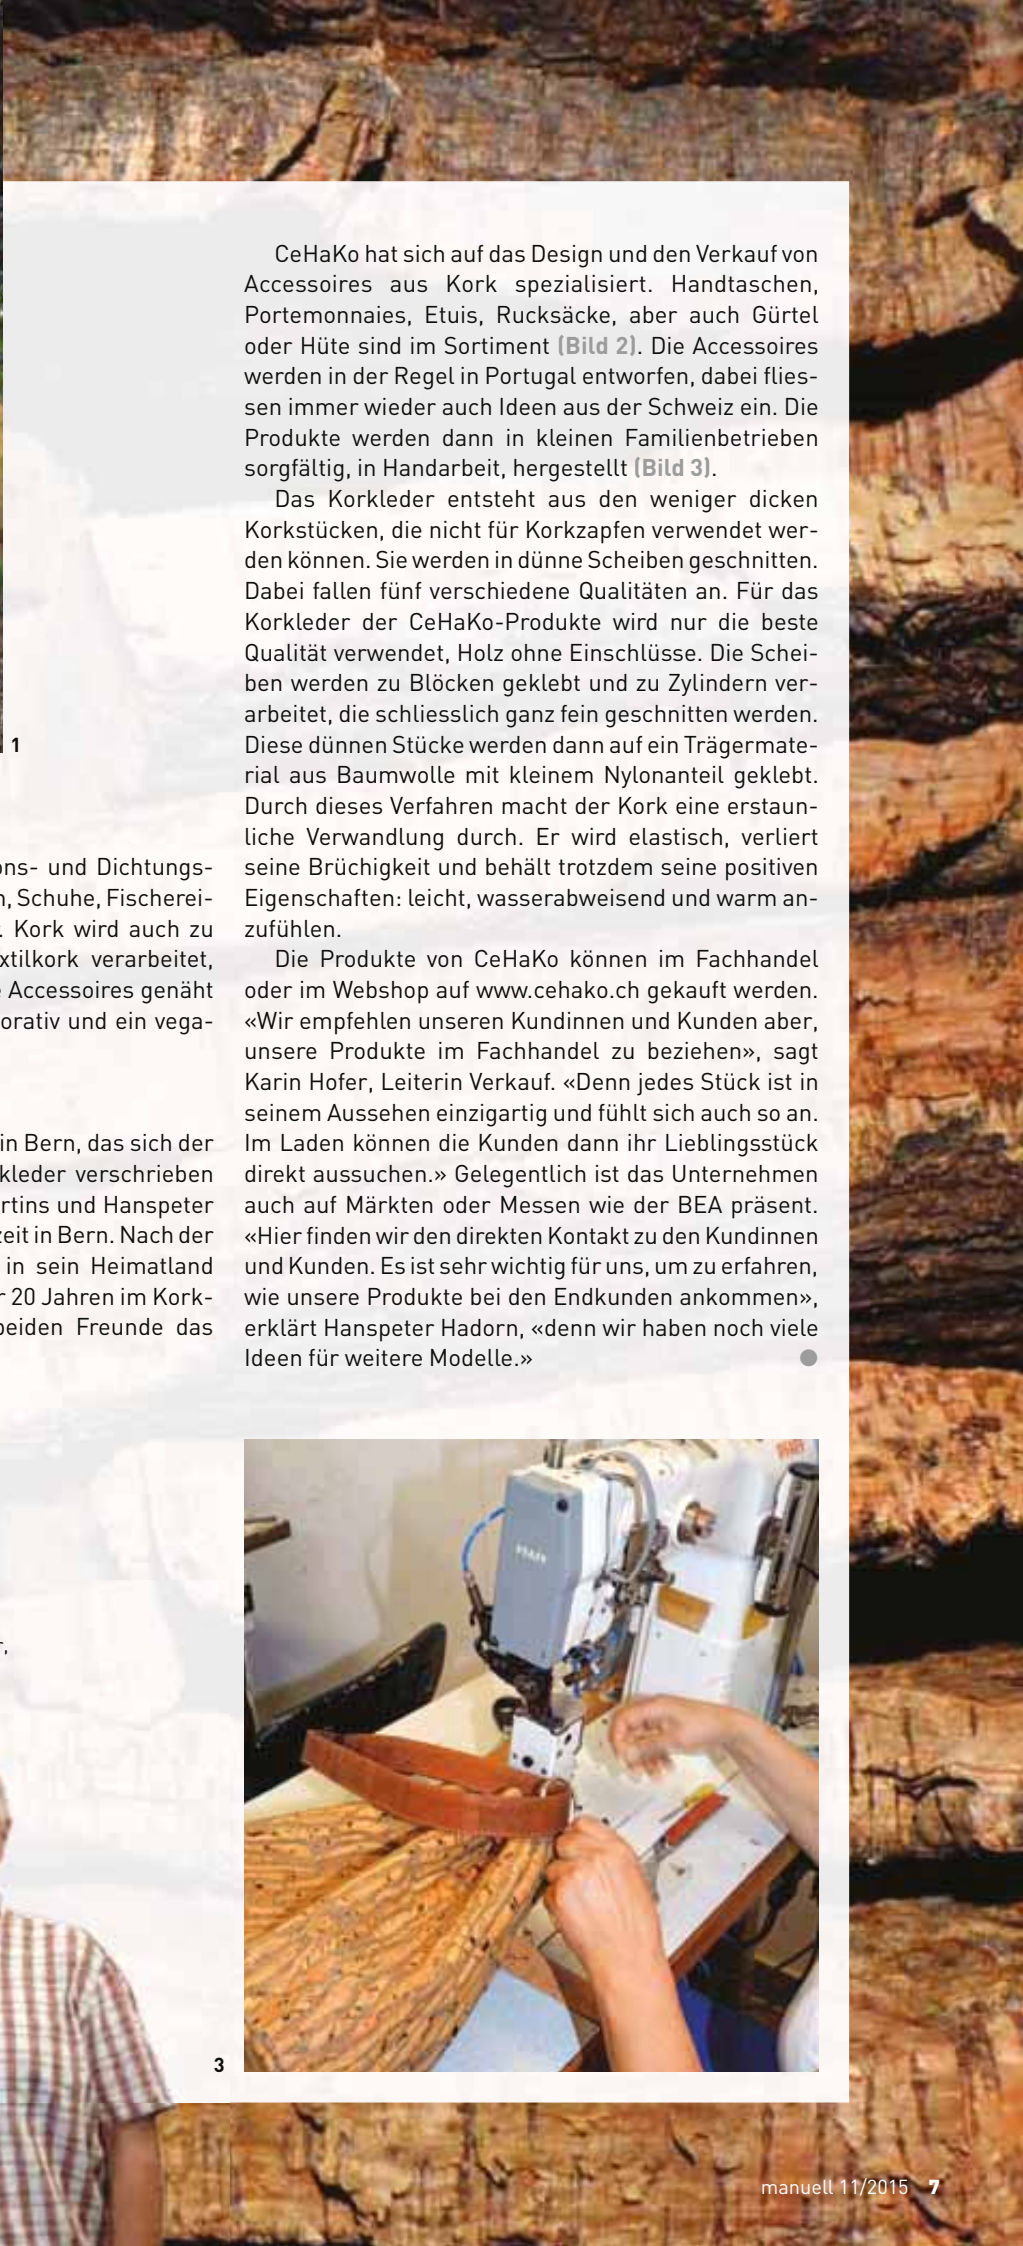 1
ons- und Dichtungs-
n, Schuhe, Fischerei-
. Kork wird auch zu
xtilkork verarbeitet,
e Accessoires genäht
orativ und ein vega-
in Bern, das sich der
kleder verschrieben
rtins und Hanspeter
zeit in Bern. Nach der
in sein Heimatland
r 20 Jahren im Kork-
beiden Freunde das
r,
CeHaKo hat sich auf das Design und den Verkauf von
Accessoires aus Kork spezialisiert. Handtaschen,
Portemonnaies, Etuis, Rucksäcke, aber auch Gürtel
oder Hüte sind im Sortiment (Bild 2). Die Accessoires
werden in der Regel in Portugal entworfen, dabei flies-
sen immer wieder auch Ideen aus der Schweiz ein. Die
Produkte werden dann in kleinen Familienbetrieben
sorgfältig, in Handarbeit, hergestellt (Bild 3).
Das Korkleder entsteht aus den weniger dicken
Korkstücken, die nicht für Korkzapfen verwendet wer-
den können. Sie werden in dünne Scheiben geschnitten.
Dabei fallen fünf verschiedene Qualitäten an. Für das
Korkleder der CeHaKo-Produkte wird nur die beste
Qualität verwendet, Holz ohne Einschlüsse. Die Schei-
ben werden zu Blöcken geklebt und zu Zylindern ver-
arbeitet, die schliesslich ganz fein geschnitten werden.
Diese dünnen Stücke werden dann auf ein Trägermate-
rial aus Baumwolle mit kleinem Nylonanteil geklebt.
Durch dieses Verfahren macht der Kork eine erstaun-
liche Verwandlung durch. Er wird elastisch, verliert
seine Brüchigkeit und behält trotzdem seine positiven
Eigenschaften: leicht, wasserabweisend und warm an-
zufühlen.
Die Produkte von CeHaKo können im Fachhandel
oder im Webshop auf www.cehako.ch gekauft werden.
«Wir empfehlen unseren Kundinnen und Kunden aber,
unsere Produkte im Fachhandel zu beziehen», sagt
Karin Hofer, Leiterin Verkauf. «Denn jedes Stück ist in
seinem Aussehen einzigartig und fühlt sich auch so an.
Im Laden können die Kunden dann ihr Lieblingsstück
direkt aussuchen.» Gelegentlich ist das Unternehmen
auch auf Märkten oder Messen wie der BEA präsent.
«Hier finden wir den direkten Kontakt zu den Kundinnen
und Kunden. Es ist sehr wichtig für uns, um zu erfahren,
wie unsere Produkte bei den Endkunden ankommen»,
erklärt Hanspeter Hadorn, «denn wir haben noch viele
Ideen für weitere Modelle.»
PFAFF
3
manuell 11/2015 7